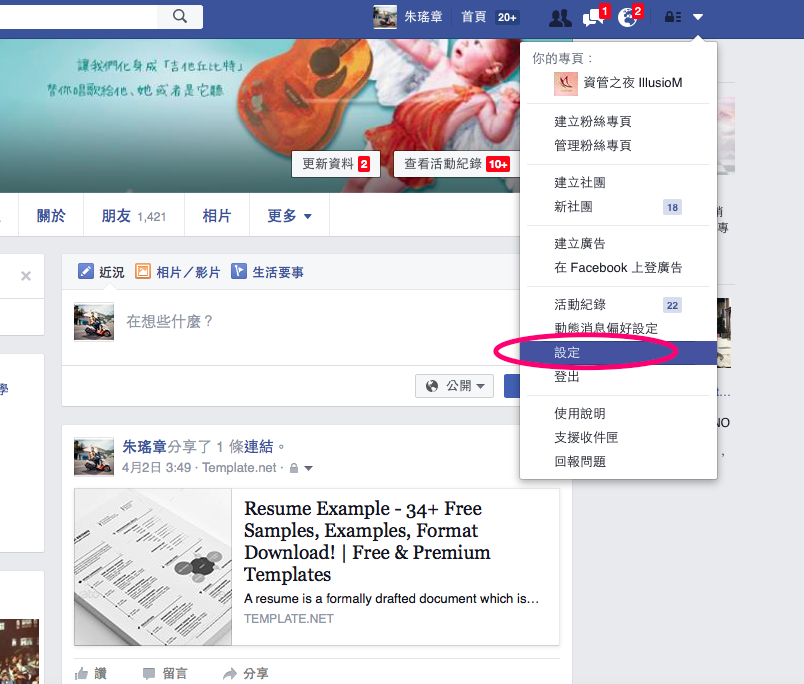 朱瑤章
首頁 20+
1
2
讓我們化身成「吉他丘比特」
替你唱歌給他、她 或者是它聽
更新資料 2
查看活動紀錄 10+
關於
朋友 1,421
相片
更多
近況
相片／影片
生活要事
在想些什麼？
公開
朱瑤章分享了 1 條連結。
4月2日 3:49 · Template.net ·
Resume Example - 34+ Free
Samples, Examples, Format
Download! | Free & Premium
Templates
A resume is a formally drafted document which is…
TEMPLATE.NET
讚
留言
分享
你的專頁：
資管之夜 IllusioM
建立粉絲專頁
管理粉絲專頁
建立社團
新社團 18
建立廣告
在 Facebook 上登廣告
活動紀錄 22
動態消息偏好設定
設定
登出
使用說明
支援收件匣
回報問題
專
NO
學